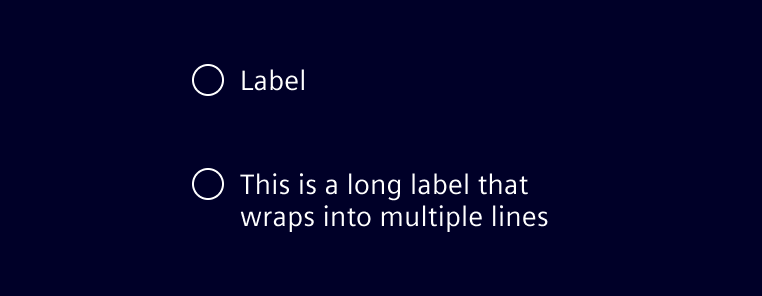 Label
This is a long label that
wraps into multiple lines